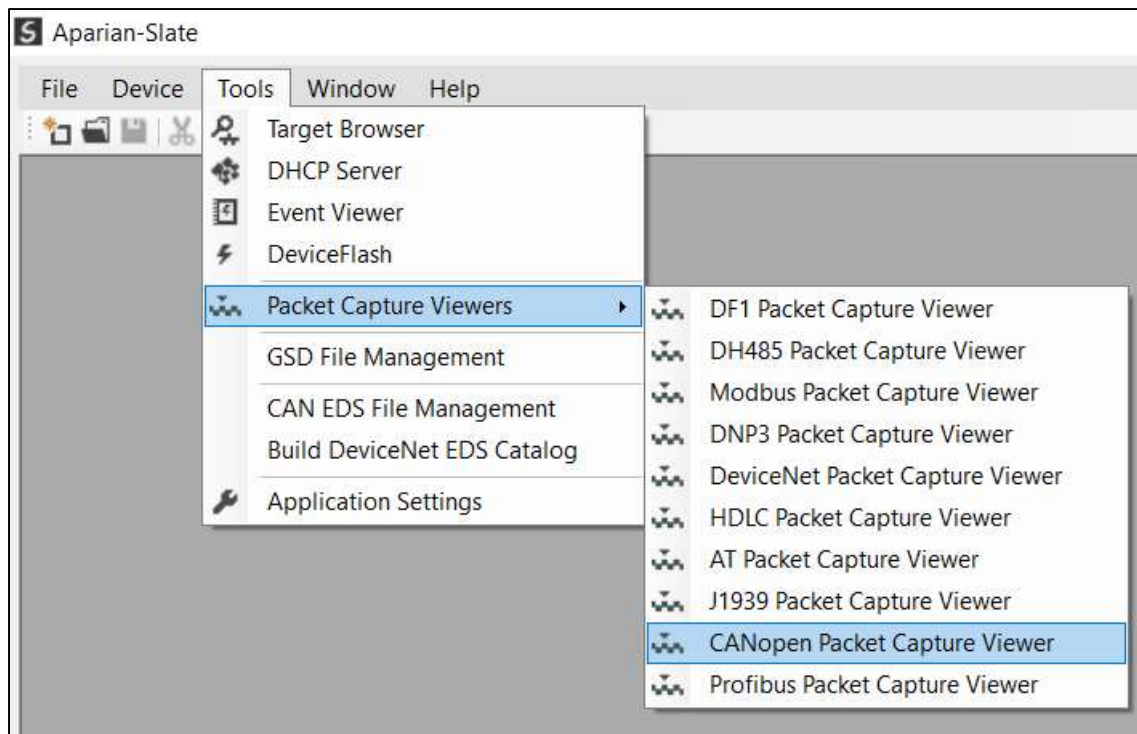 Aparian-Slate
File Device Tools Window Help
Target Browser
DHCP Server
Event Viewer
DeviceFlash
Packet Capture Viewers
GSD File Management
CAN EDS File Management
Build DeviceNet EDS Catalog
Application Settings
DF1 Packet Capture Viewer
DH485 Packet Capture Viewer
Modbus Packet Capture Viewer
DNP3 Packet Capture Viewer
DeviceNet Packet Capture Viewer
HDLC Packet Capture Viewer
AT Packet Capture Viewer
J1939 Packet Capture Viewer
CANopen Packet Capture Viewer
Profibus Packet Capture Viewer